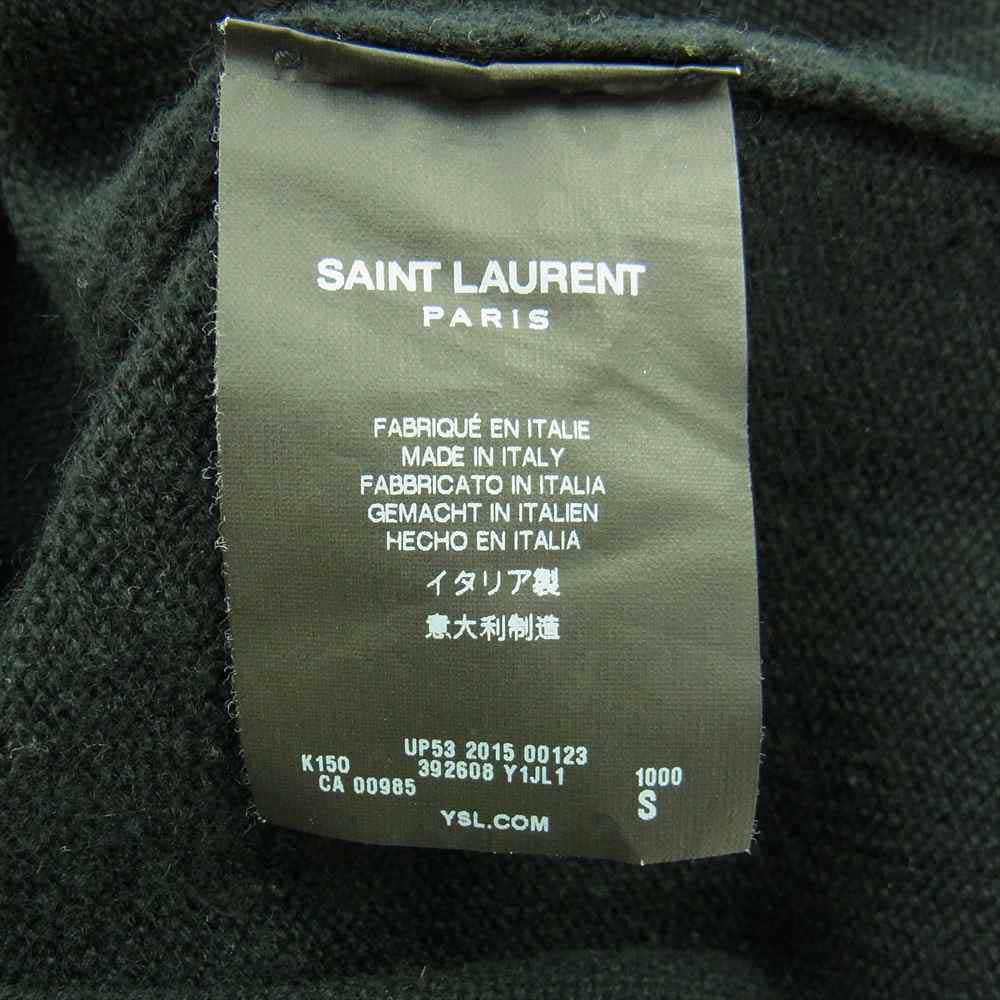 SAINT LAURENT
PARIS
FABRIQUÉ EN ITALIE
MADE IN ITALY
FABBRICATO IN ITALIA
GEMACHT IN ITALIEN
HECHO EN ITALIA
イタリア製
意大利制造
UP53 2015 00123
K150 392608 Y1JL1 1000
CA 00985 S
YSL.COM